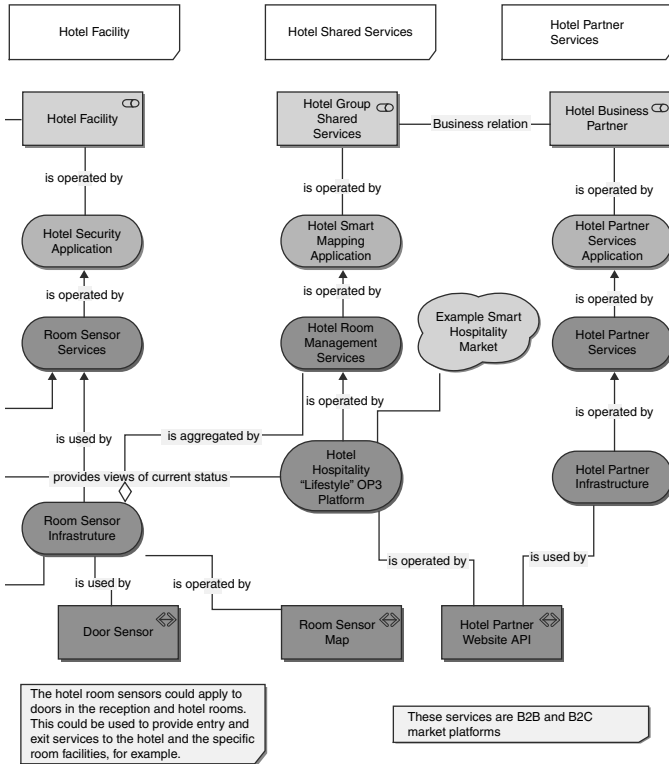 Hotel Facility
Hotel Shared Services
Hotel Partner
Services
Hotel Facility
Hotel Group
Shared
Services
Business relation
Hotel Business
Partner
is operated by
is operated by
is operated by
Hotel Security
Application
Hotel Smart
Mapping
Application
Hotel Partner
Services
Application
is operated by
is operated by
is operated by
Room Sensor
Services
Hotel Room
Management
Services
Example Smart
Hospitality
Market
Hotel Partner
Services
is operated by
is operated by
is used by
is aggregated by
provides views of current status
Hotel
Hospitality
“Lifestyle” OP3
Platform
Hotel Partner
Infrastructure
Room Sensor
Infrastruture
is used by
is operated by
is operated by
is used by
Door Sensor
Room Sensor
Map
Hotel Partner
Website API
The hotel room sensors could apply to
doors in the reception and hotel rooms.
This could be used to provide entry and
exit services to the hotel and the specific
room facilities, for example.
These services are B2B and B2C
market platforms